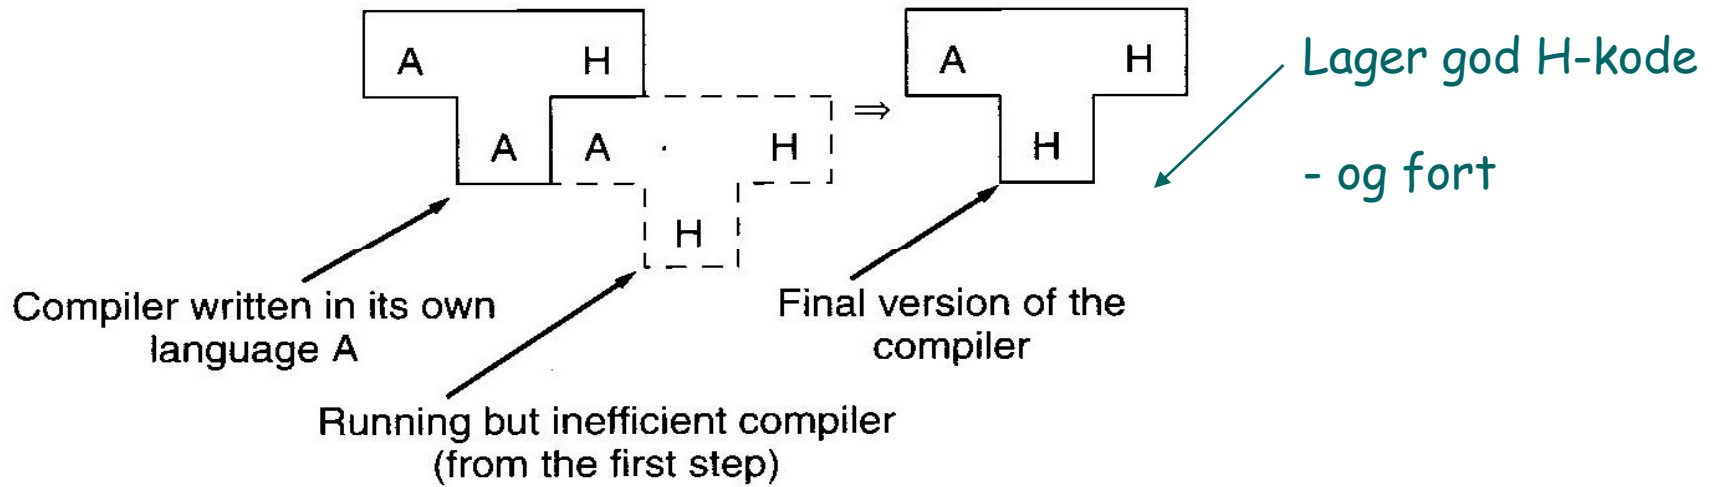 A H
A H
Lager god H-kode
A A H
⇒
H
- og fort
H
Compiler written in its own
language A
Final version of the
compiler
Running but inefficient compiler
(from the first step)